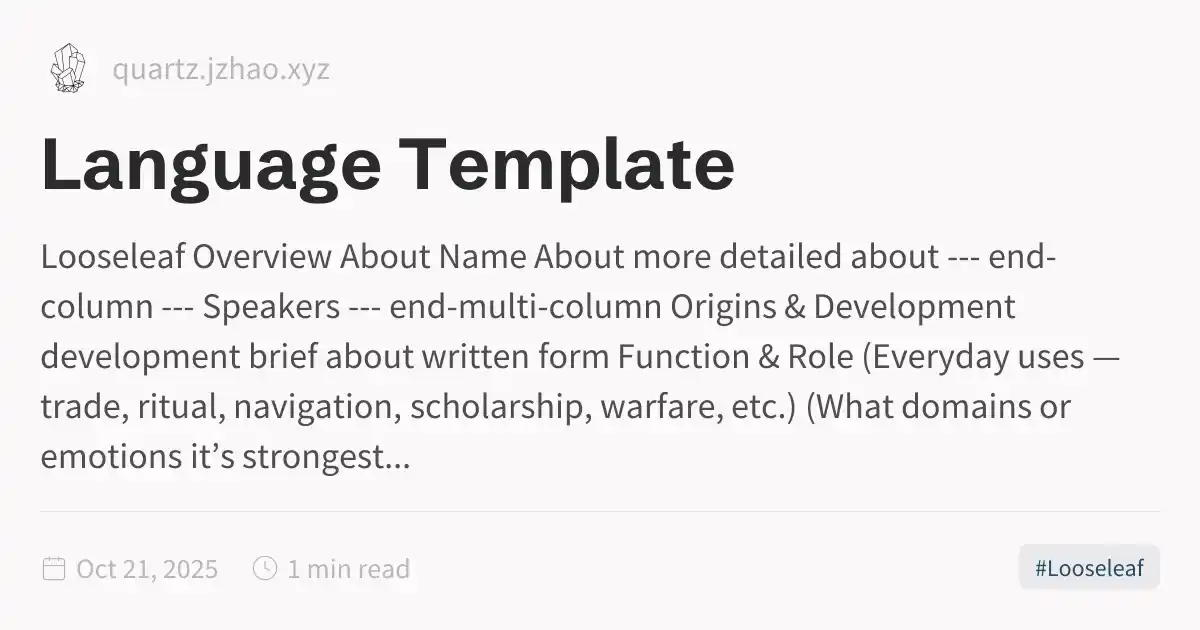 quartz.jzhao.xyz
Language Template
Looseleaf Overview About Name About more detailed about --- end-
column --- Speakers --- end-multi-column Origins & Development
development brief about written form Function & Role (Everyday uses —
trade, ritual, navigation, scholarship, warfare, etc.) (What domains or
emotions it’s strongest...
Oct 21, 2025 1 min read #Looseleaf